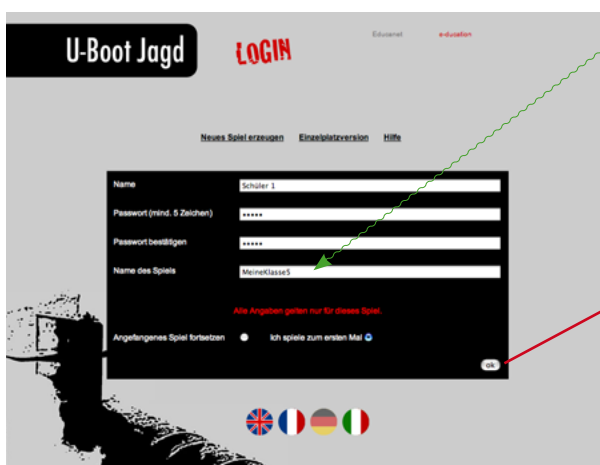 U-Boot Jagd
LOGIN
Educanet
e-ducation
Neues Spiel erzeugen Einzelplatzversion Hilfe
Name
Schüler 1
Passwort (mind. 5 Zeichen)
•••••
Passwort bestätigen
•••••
Name des Spiels
MeineKlasse5
Alle Angaben gelten nur für dieses Spiel.
Angefangenes Spiel fortsetzen
Ich spiele zum ersten Mal
ok